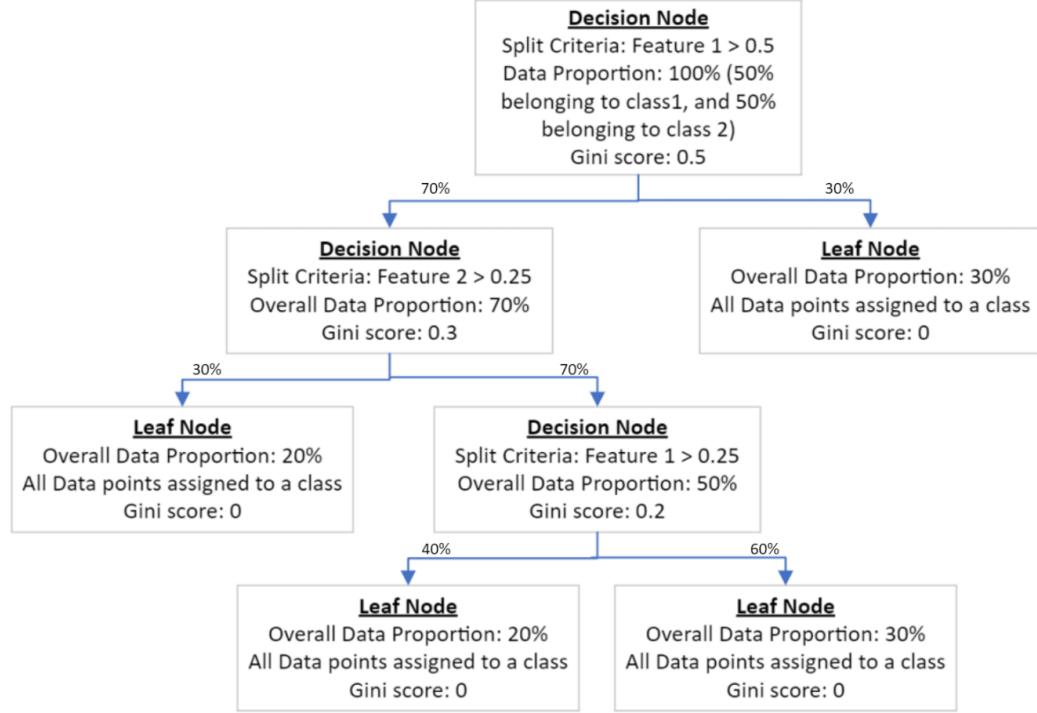 Decision Node
Split Criteria: Feature 1 > 0.5
Data Proportion: 100% (50%
belonging to class1, and 50%
belonging to class 2)
Gini score: 0.5
70%
30%
Decision Node
Split Criteria: Feature 2 > 0.25
Overall Data Proportion: 70%
Gini score: 0.3
Leaf Node
Overall Data Proportion: 30%
All Data points assigned to a class
Gini score: 0
30%
70%
Leaf Node
Overall Data Proportion: 20%
All Data points assigned to a class
Gini score: 0
Decision Node
Split Criteria: Feature 1 > 0.25
Overall Data Proportion: 50%
Gini score: 0.2
40%
60%
Leaf Node
Overall Data Proportion: 20%
All Data points assigned to a class
Gini score: 0
Leaf Node
Overall Data Proportion: 30%
All Data points assigned to a class
Gini score: 0